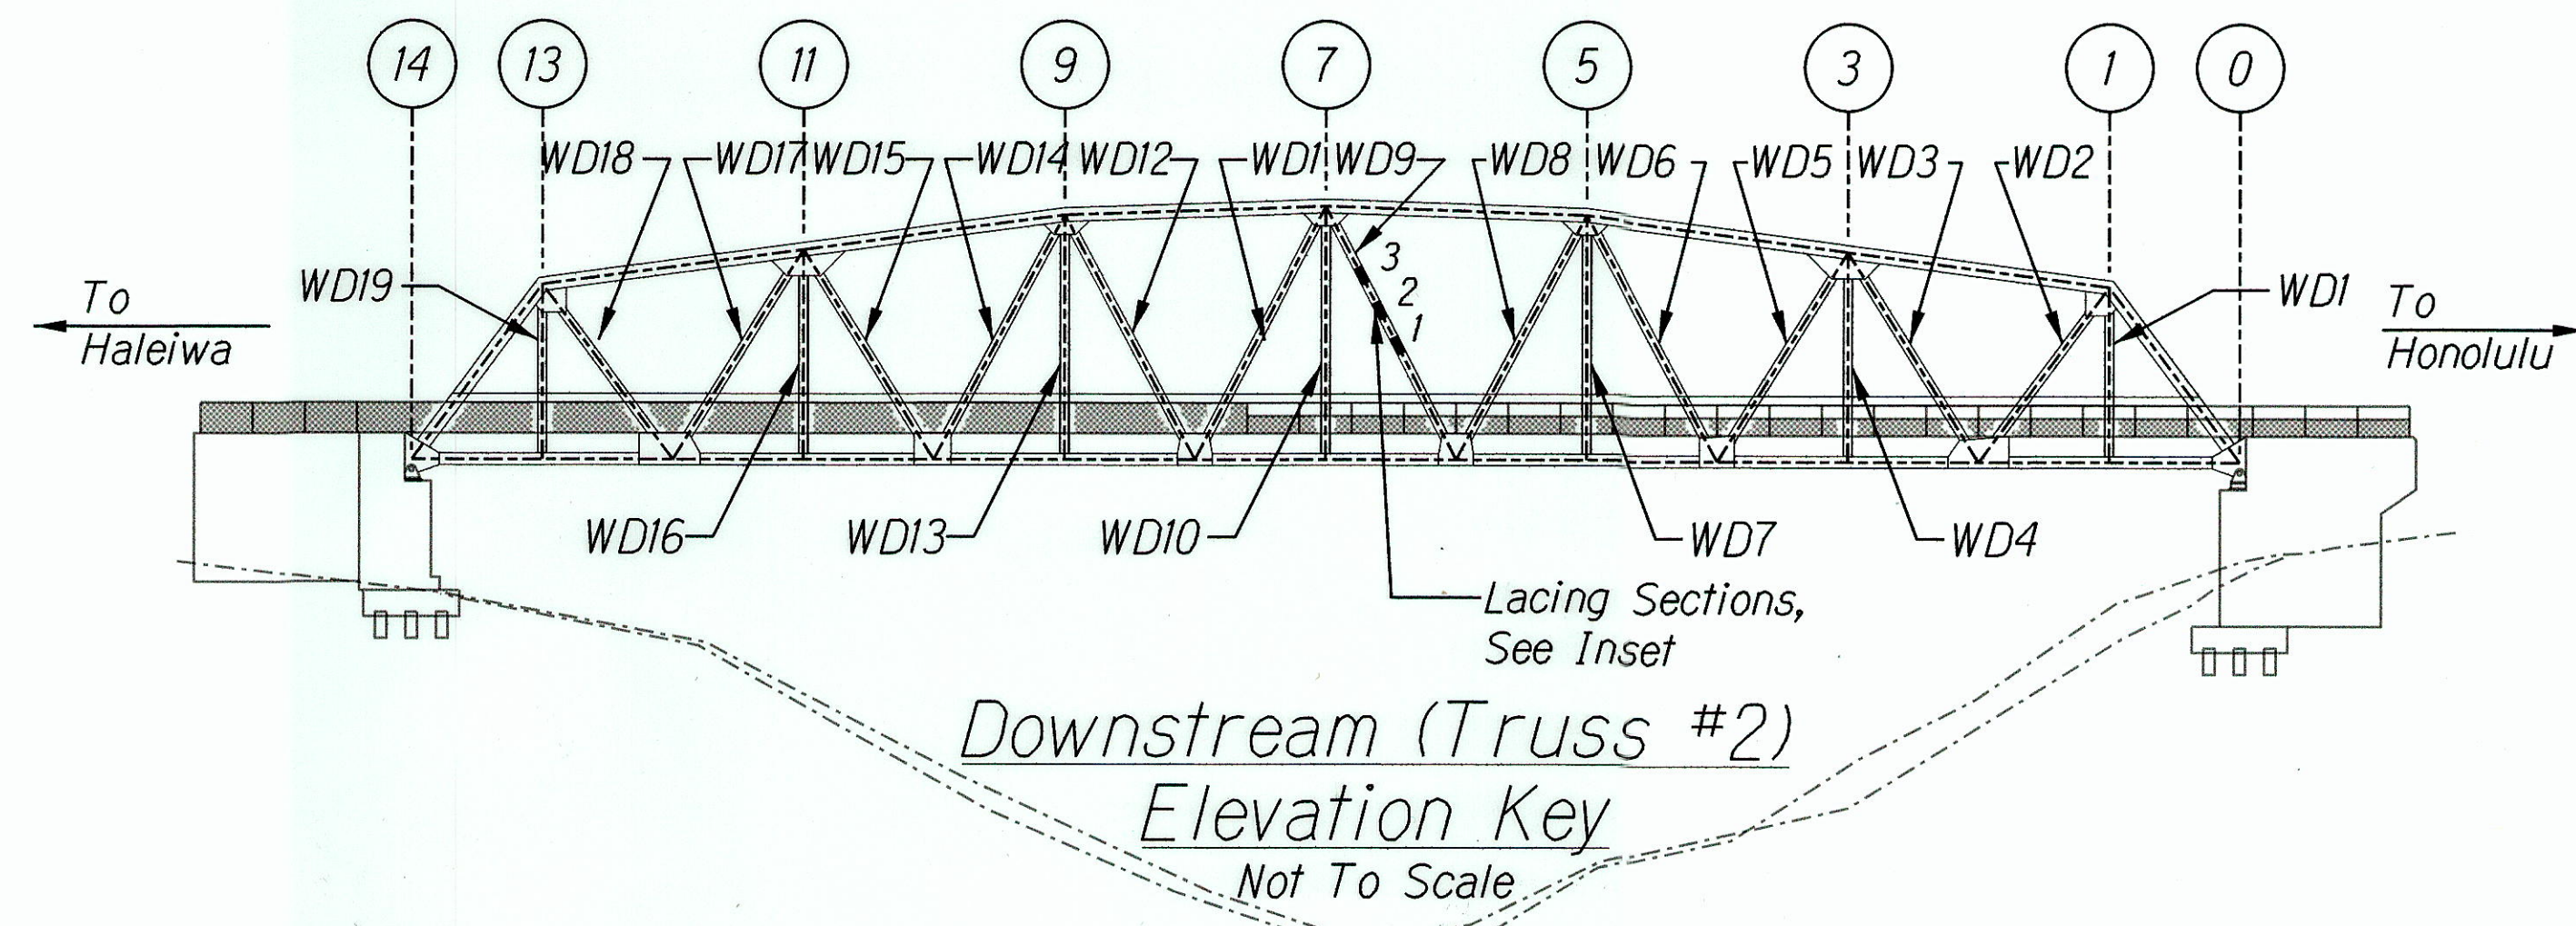 14 13 11 9 7 5 3 1 0
WD18 WD17 WD15 WD14 WD12 WD1 WD9 WD8 WD6 WD5 WD3 WD2
3
2
1
WD19
WD1
To
Haleiwa
To
Honolulu
WD16 WD13 WD10 WD7 WD4
Lacing Sections,
See Inset
Downstream (Truss #2)
Elevation Key
Not To Scale